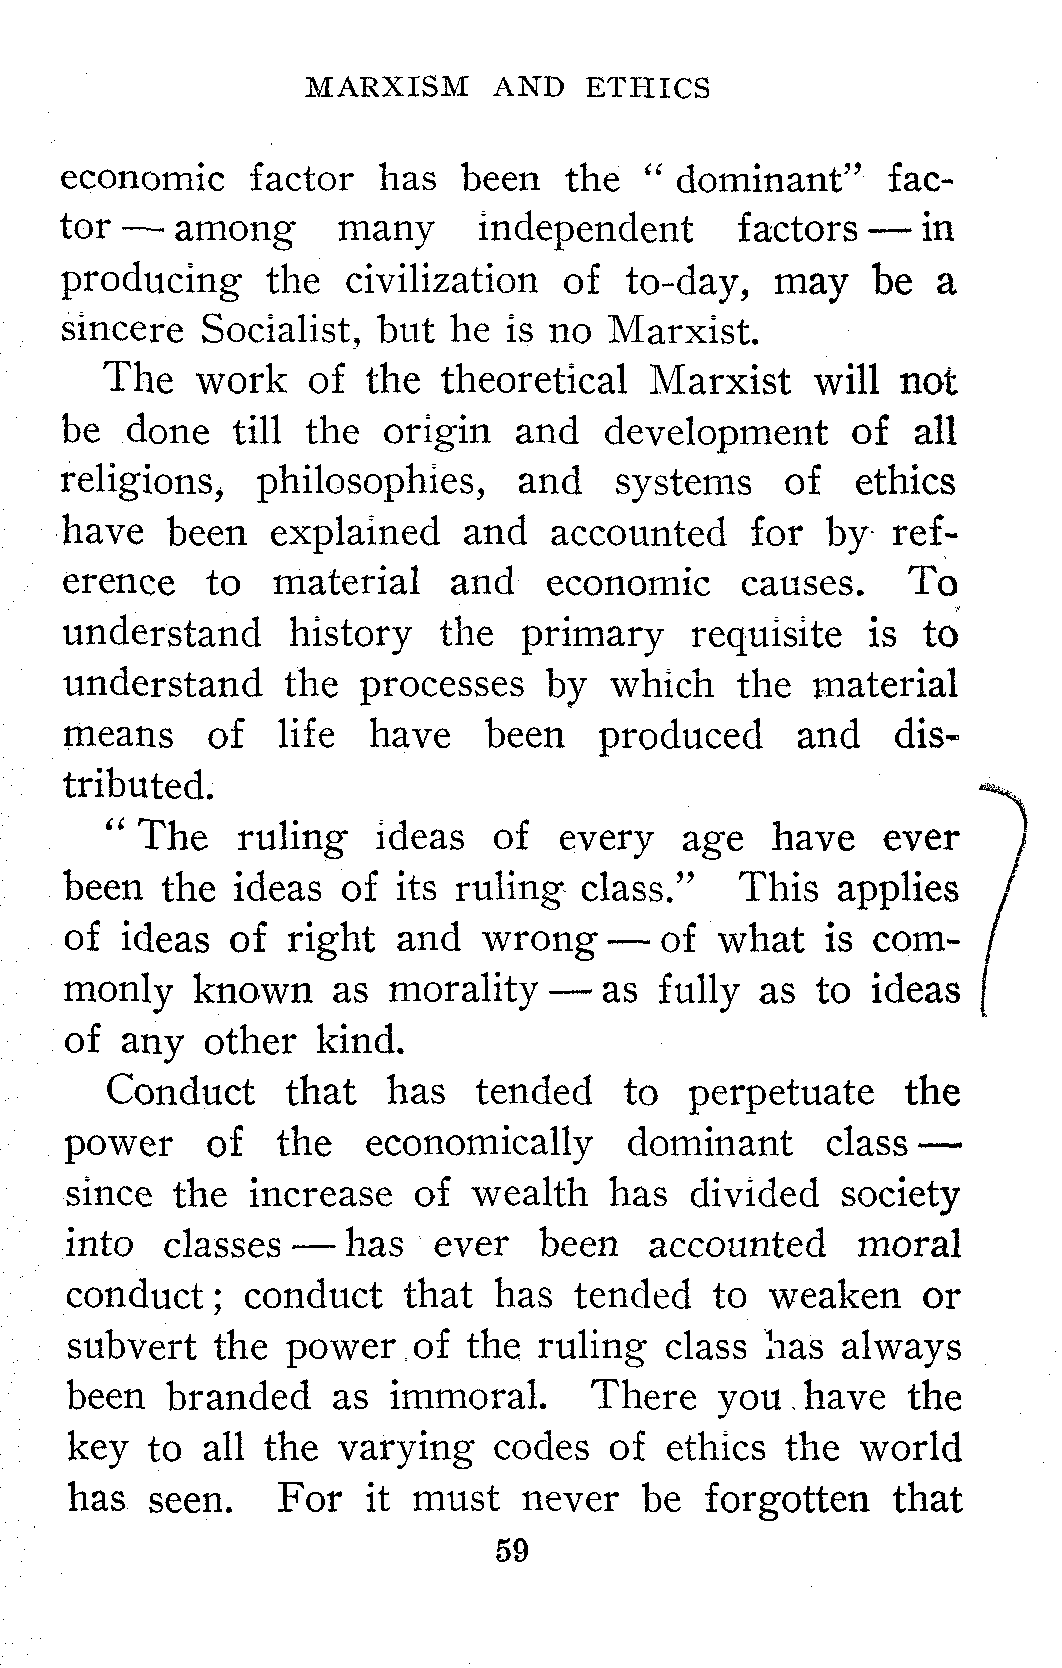 MARXISM AND ETHICS
economic factor has been the “ dominant” fac-
tor — among many independent factors — in
producing the civilization of to-day, may be a
sincere Socialist, but he is no Marxist.
The work of the theoretical Marxist will not
be done till the origin and development of all
religions, philosophies, and systems of ethics
have been explained and accounted for by ref-
erence to material and economic causes. To
understand history the primary requisite is to
understand the processes by which the material
means of life have been produced and dis-
tributed.
“ The ruling ideas of every age have ever
been the ideas of its ruling class.” This applies
of ideas of right and wrong — of what is com-
monly known as morality — as fully as to ideas
of any other kind.
Conduct that has tended to perpetuate the
power of the economically dominant class —
since the increase of wealth has divided society
into classes — has ever been accounted moral
conduct ; conduct that has tended to weaken or
subvert the power of the ruling class has always
been branded as immoral. There you have the
key to all the varying codes of ethics the world
has seen. For it must never be forgotten that
59